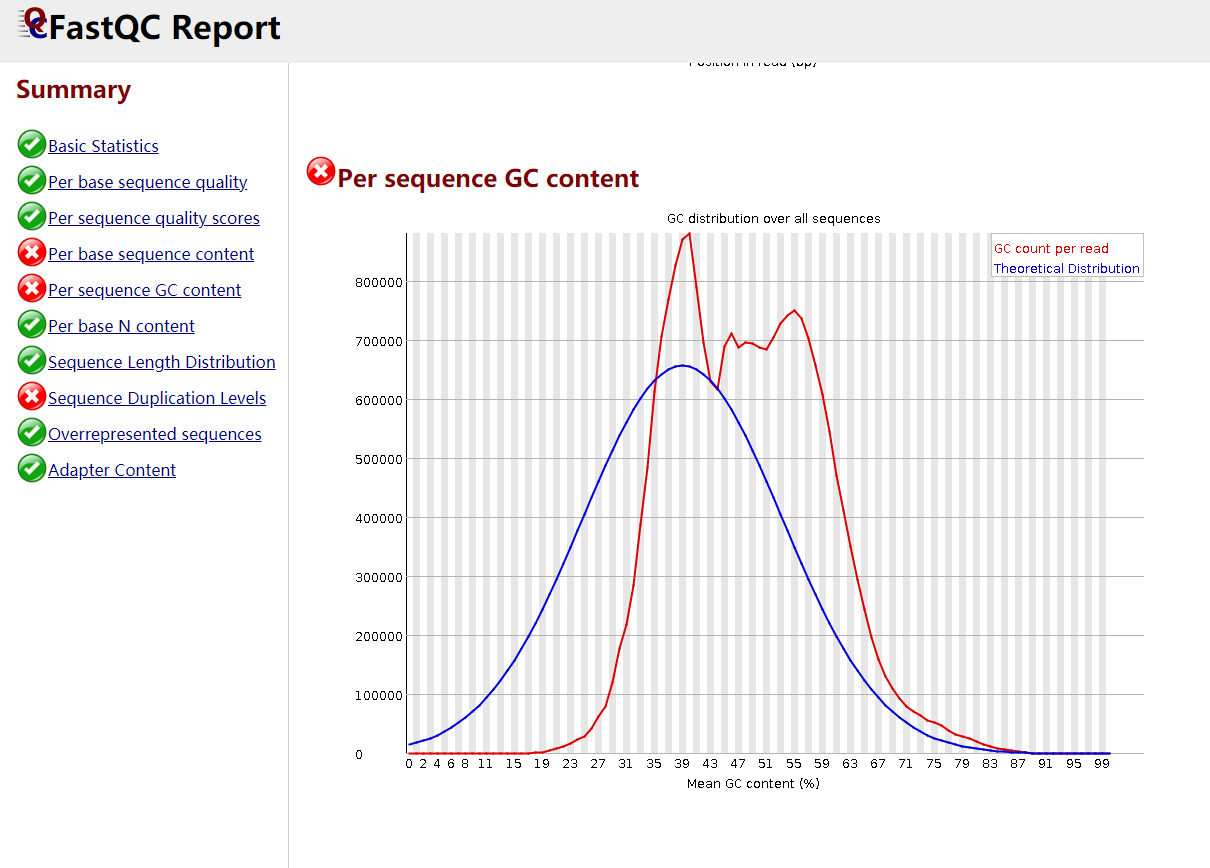 FastQC Report
Summary
Basic Statistics
Per base sequence quality
Per sequence quality scores
Per base sequence content
Per sequence GC content
Per base N content
Sequence Length Distribution
Sequence Duplication Levels
Overrepresented sequences
Adapter Content
Position in read (bp)
Per sequence GC content
GC distribution over all sequences
GC count per read
Theoretical Distribution
800000
700000
600000
500000
400000
300000
200000
100000
0
0 2 4 6 8 11 15 19 23 27 31 35 39 43 47 51 55 59 63 67 71 75 79 83 87 91 95 99
Mean GC content (%)